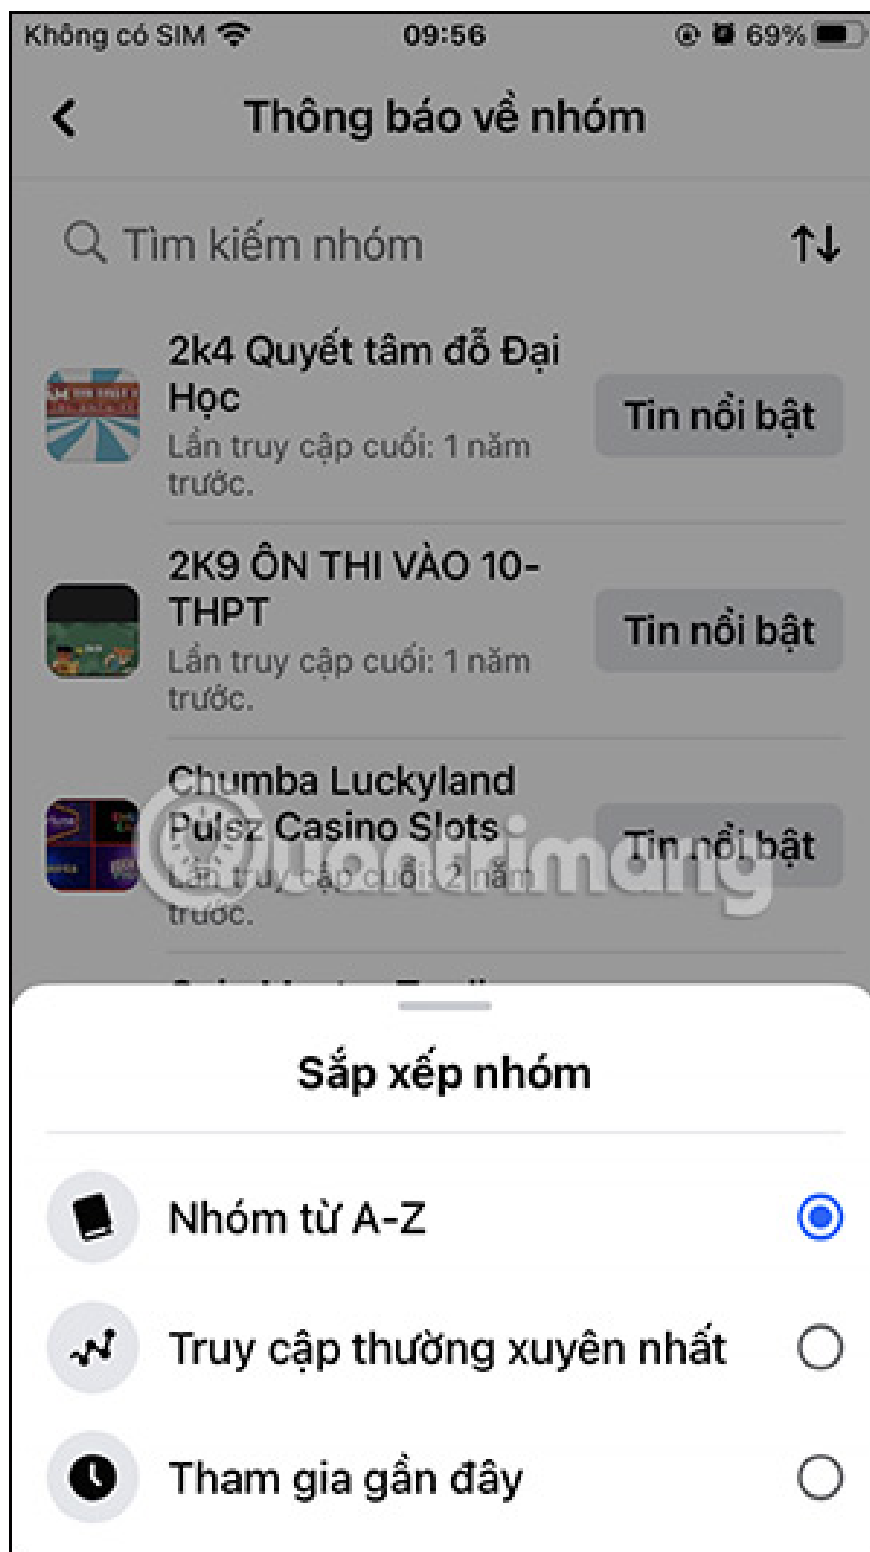 Không có SIM 09:56 69%
Thông báo về nhóm
Tìm kiếm nhóm
2k4 Quyết tâm đỗ Đại
Học
Lần truy cập cuối: 1 năm
trước.
Tin nổi bật
2K9 ÔN THI VÀO 10-
THPT
Lần truy cập cuối: 1 năm
trước.
Tin nổi bật
Chumba Luckyland
Pulsz Casino Slots
Lần truy cập cuối: 2 năm
trước.
Tin nổi bật
Quantrimang
Sắp xếp nhóm
Nhóm từ A-Z
Truy cập thường xuyên nhất
Tham gia gần đây